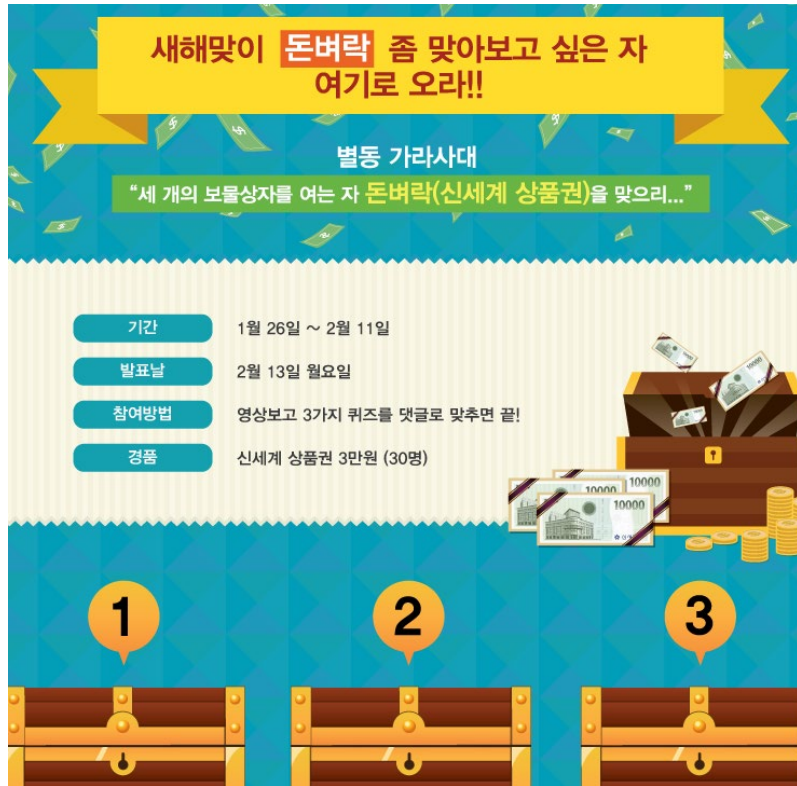 새해맞이 돈벼락 좀 맞아보고 싶은 자
여기로 오라!!
별동 가라사대
“세 개의 보물상자를 여는 자 돈벼락(신세계 상품권)을 맞으리...”
기간 1월 26일 ~ 2월 11일
발표날 2월 13일 월요일
참여방법 영상보고 3가지 퀴즈를 댓글로 맞추면 끝!
경품 신세계 상품권 3만원 (30명)
10000
10000
10000
10000
10000
1 2 3